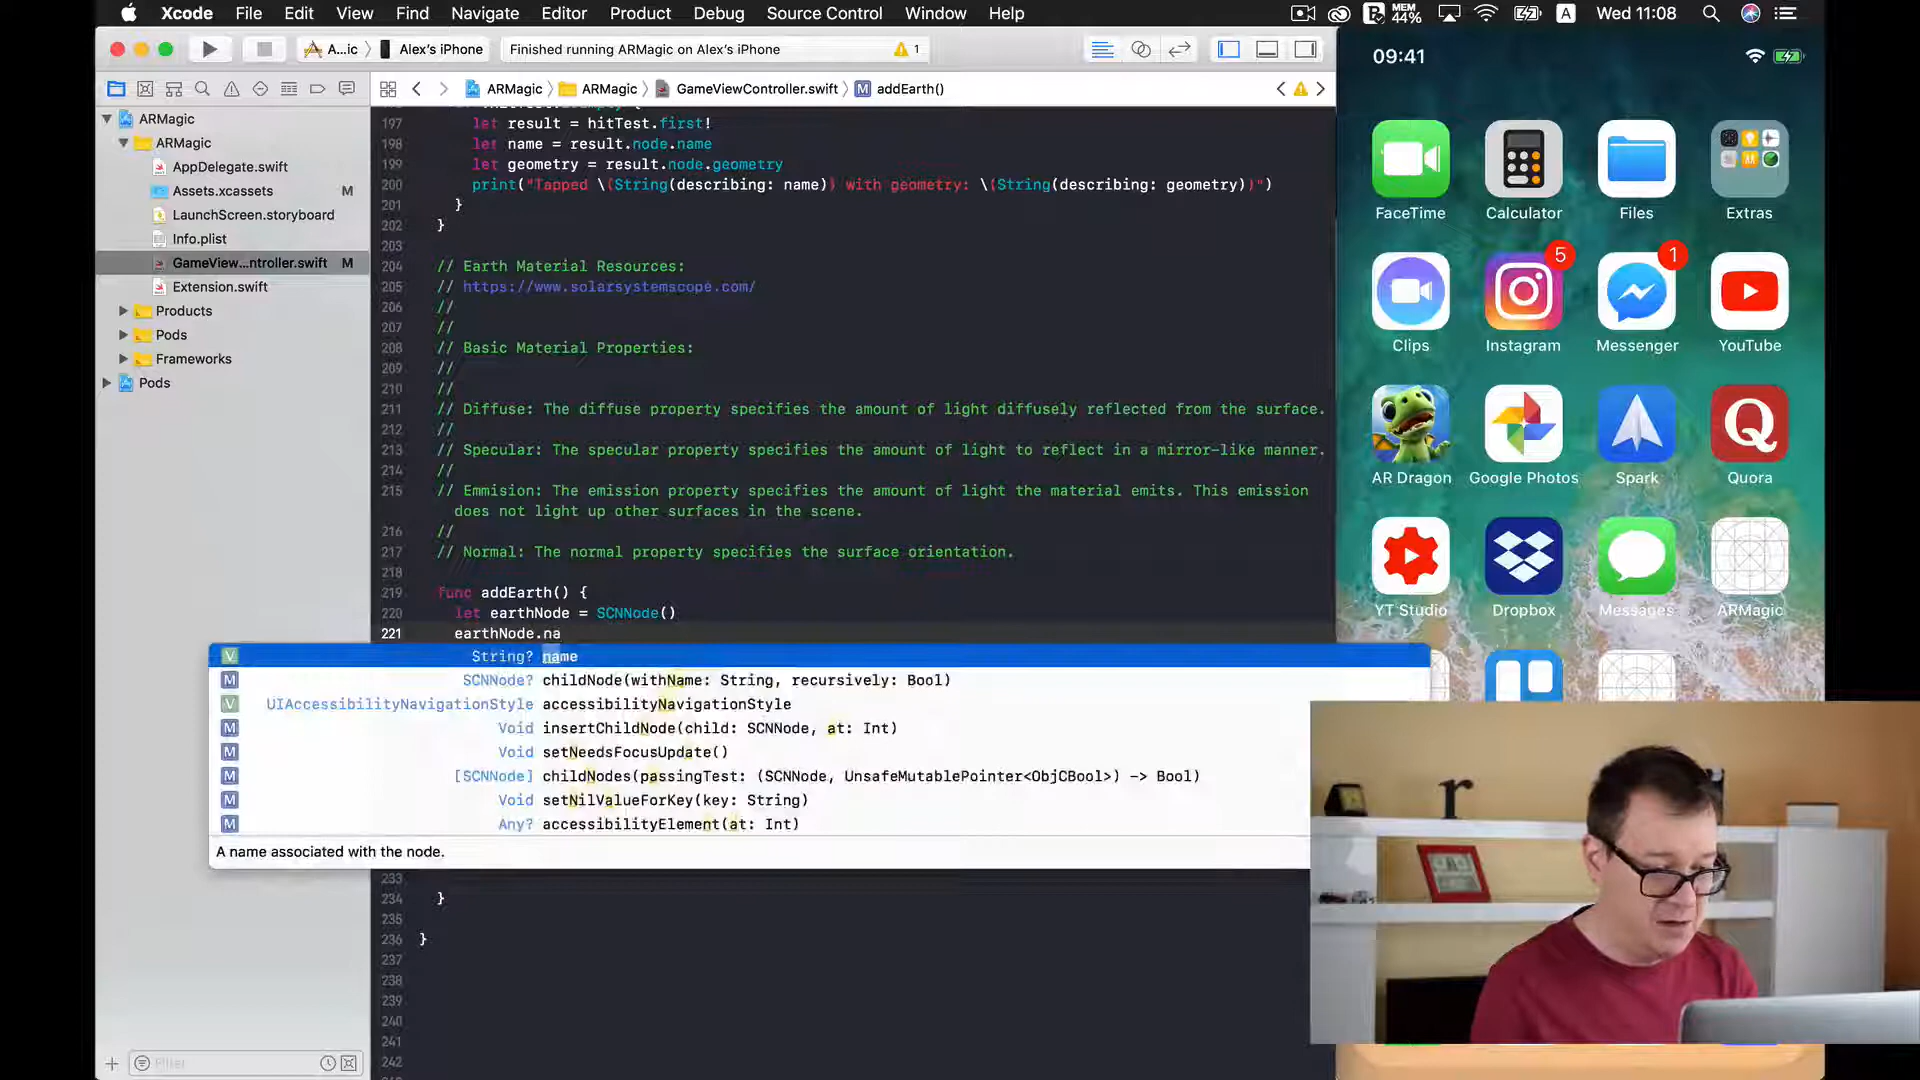 Xcode File Edit View Find Navigate Editor Product Debug Source Control Window Help
MEM 44% A Wed 11:08
A...ic Alex's iPhone Finished running ARMagic on Alex's iPhone 1
ARMagic ARMagic GameViewController.swift M addEarth()
ARMagic
ARMagic
AppDelegate.swift
Assets.xcassets M
LaunchScreen.storyboard
Info.plist
GameView...ntroller.swift M
Extension.swift
Products
Pods
Frameworks
Pods
Filter
197 let result = hitTest.first!
198 let name = result.node.name
199 let geometry = result.node.geometry
200 print("Tapped \(String(describing: name)) with geometry: \(String(describing: geometry))")
201 }
202 }
203
204 // Earth Material Resources:
205 // https://www.solarsystemscope.com/
206 //
207 //
208 // Basic Material Properties:
209 //
210 //
211 // Diffuse: The diffuse property specifies the amount of light diffusely reflected from the surface.
212 //
213 // Specular: The specular property specifies the amount of light to reflect in a mirror-like manner.
214 //
215 // Emmision: The emission property specifies the amount of light the material emits. This emission
does not light up other surfaces in the scene.
216 //
217 // Normal: The normal property specifies the surface orientation.
218
219 func addEarth() {
220 let earthNode = SCNNode()
221 earthNode.na
V String? name
M SCNNode? childNode(withName: String, recursively: Bool)
V UIAccessibilityNavigationStyle accessibilityNavigationStyle
M Void insertChildNode(child: SCNNode, at: Int)
M Void setNeedsFocusUpdate()
M [SCNNode] childNodes(passingTest: (SCNNode, UnsafeMutablePointer<ObjCBool>) -> Bool)
M Void setNilValueForKey(key: String)
M Any? accessibilityElement(at: Int)
A name associated with the node.
233
234 }
235
236 }
237
238
239
240
241
242
09:41
FaceTime Calculator Files Extras
5 1
Clips Instagram Messenger YouTube
AR Dragon Google Photos Spark Quora
YT Studio Dropbox Messages ARMagic